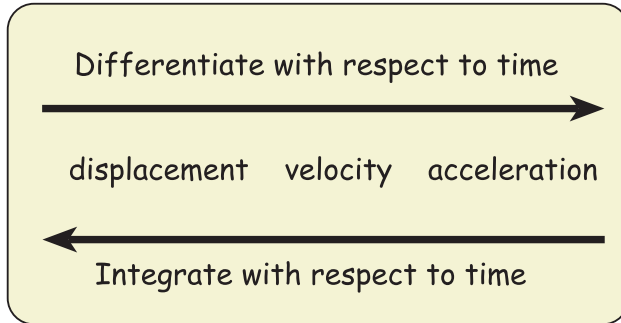 Differentiate with respect to time
displacement velocity acceleration
Integrate with respect to time